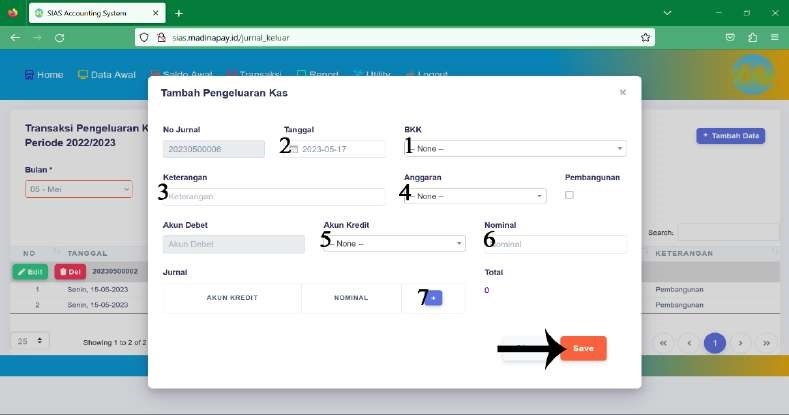 SIAS Accounting System
sias.madinapay.id/jurnal_keluar
Home Data Awal Saldo Awal Transaksi Report Utility Logout
Tambah Pengeluaran Kas
Transaksi Pengeluaran K
Periode 2022/2023
+ Tambah Data
No Jurnal Tanggal BKK
20230500006 2 2023-05-17 1 -- None --
Bulan *
05 - Mei
Keterangan Anggaran Pembangunan
3 Keterangan 4 -- None --
Akun Debet Akun Kredit Nominal
Akun Debet 5 -- None -- 6 Nominal
Search:
NO TANGGAL KETERANGAN
Edit Del 20230500002
Jurnal Total
AKUN KREDIT NOMINAL 7 + 0
1 Senin, 15-05-2023 Pembangunan
2 Senin, 15-05-2023 Pembangunan
25 Showing 1 to 2 of 2 1
Save